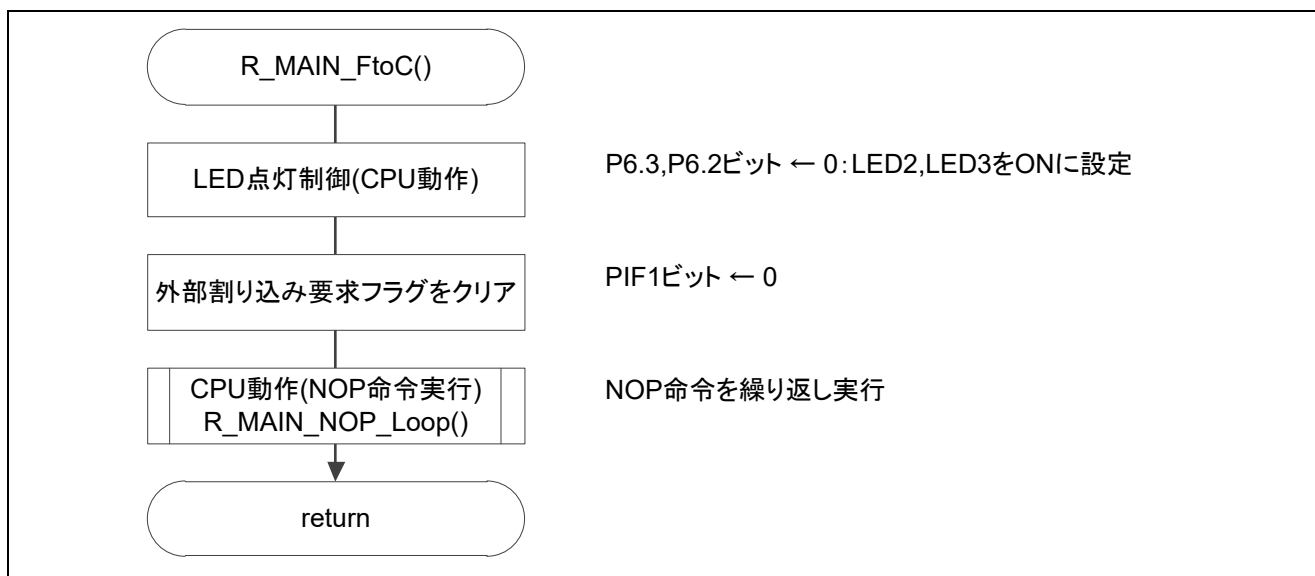 R_MAIN_FtoC()
LED点灯制御(CPU動作)
P6.3,P6.2ビット ← 0:LED2,LED3をONに設定
外部割り込み要求フラグをクリア
PIF1ビット ← 0
CPU動作(NOP命令実行)
R_MAIN_NOP_Loop()
NOP命令を繰り返し実行
return